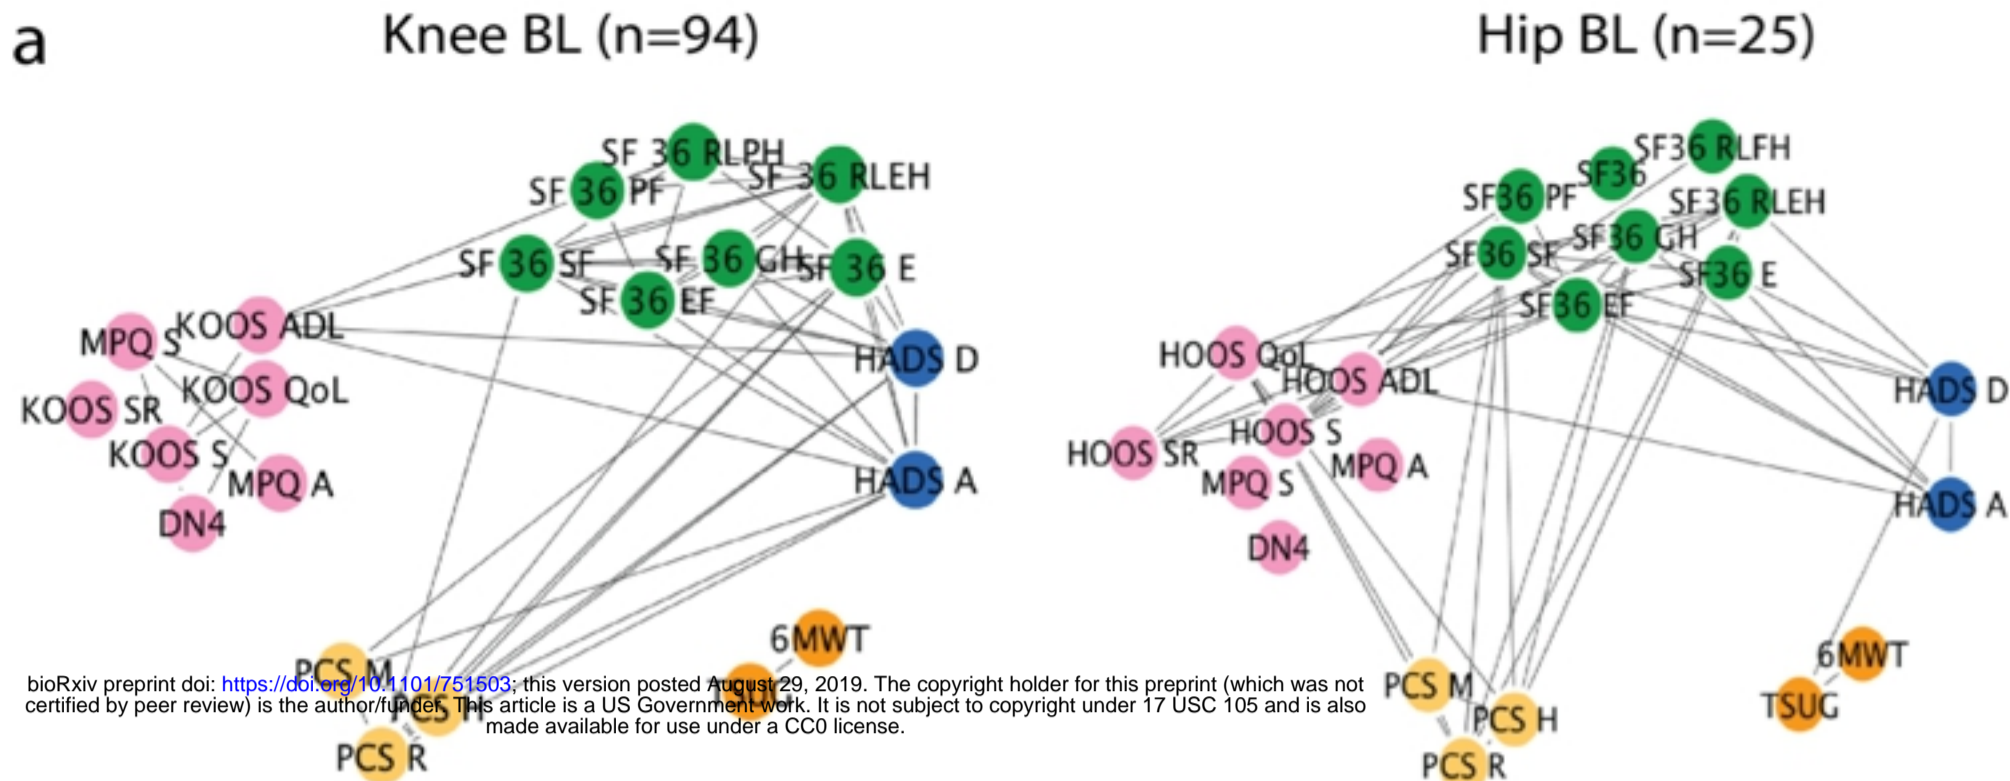 a
Knee BL (n=94)
Hip BL (n=25)
SF 36 RLPH
SF 36 RLEH
SF 36 PF
SF 36 SF
SF 36 GH
SF 36 E
SF 36 EF
MPQ S
KOOS ADL
KOOS QoL
KOOS SR
KOOS S
MPQ A
DN4
HADS D
HADS A
PCS M
PCS H
PCS R
6MWT
TSUG
SF36 RLFH
SF36
SF36 PF
SF36 RLEH
SF36 GH
SF36 SF
SF36 E
SF36 EF
HOOS QoL
HOOS ADL
HOOS S
HOOS SR
MPQ S
MPQ A
DN4
HADS D
HADS A
PCS M
PCS H
PCS R
6MWT
TSUG
bioRxiv preprint doi: https://doi.org/10.1101/751503; this version posted August 29, 2019. The copyright holder for this preprint (which was not
certified by peer review) is the author/funder. This article is a US Government work. It is not subject to copyright under 17 USC 105 and is also
made available for use under a CC0 license.